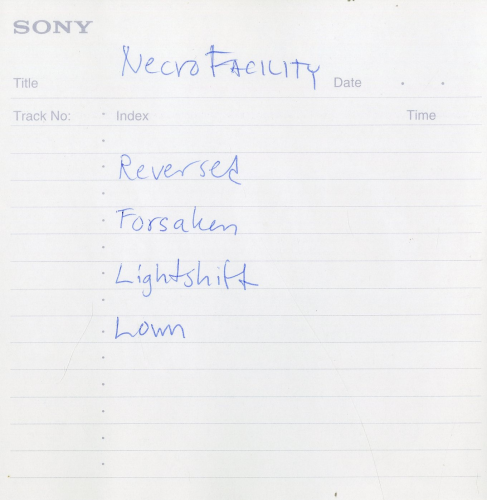 SONY
Title NecroFacility Date
Track No: Index Time
Reversed
Forsaken
Lightshift
Lown